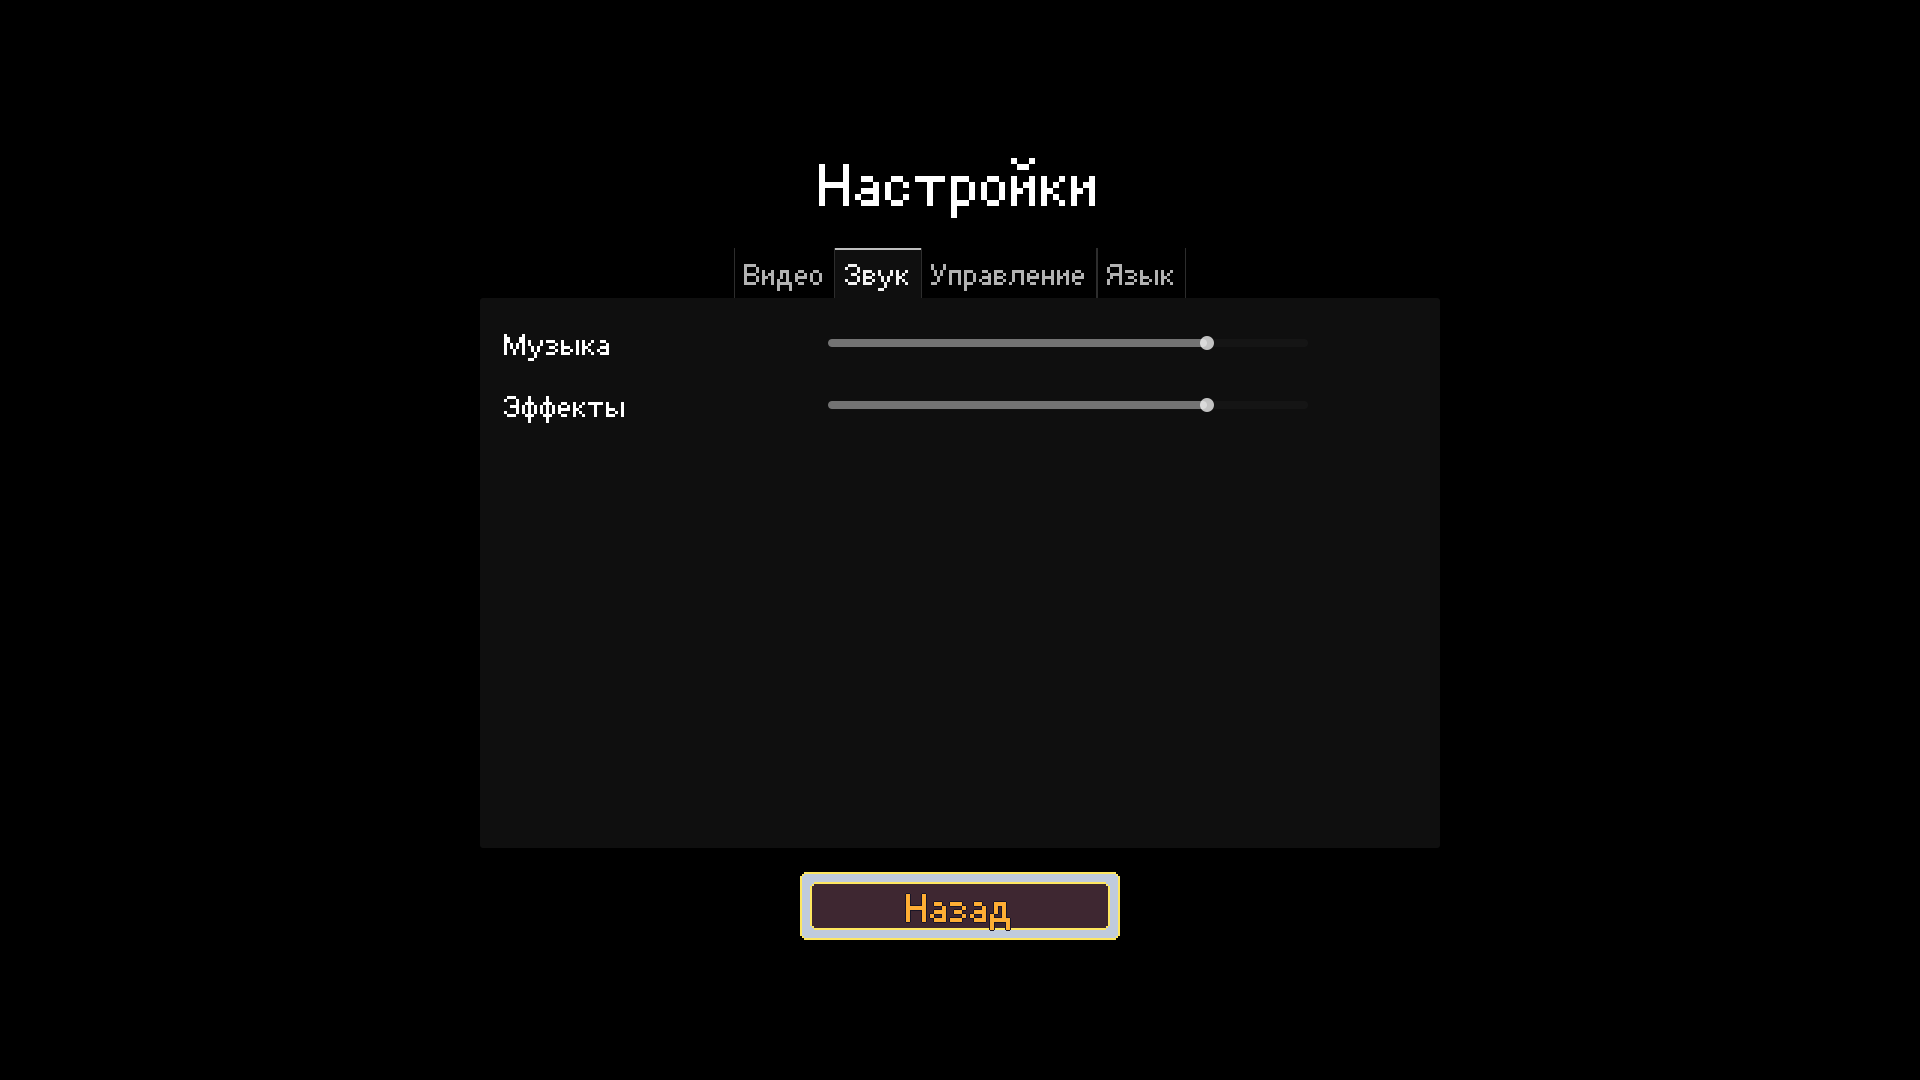 Настройки
Видео Звук Управление Язык
Музыка
Эффекты
Назад